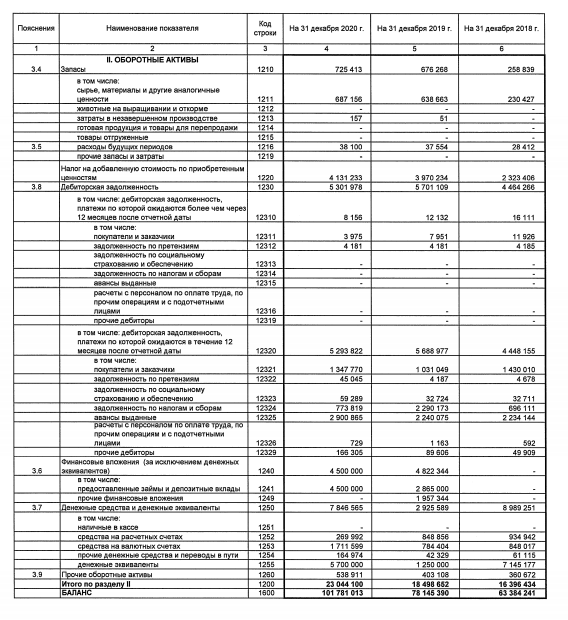 Пояснения Наименование показателя Код строки На 31 декабря 2020 г. На 31 декабря 2019 г. На 31 декабря 2018 г.
1 2 3 4 5 6
II. ОБОРОТНЫЕ АКТИВЫ
3.4 Запасы 1210 725 413 676 268 258 839
в том числе:
сырье, материалы и другие аналогичные
ценности 1211 687 156 638 663 230 427
животные на выращивании и откорме 1212 - - -
затраты в незавершенном производстве 1213 157 51 -
готовая продукция и товары для перепродажи 1214 - - -
товары отгруженные 1215 - - -
3.5 расходы будущих периодов 1216 38 100 37 554 28 412
прочие запасы и затраты 1219 - - -
Налог на добавленную стоимость по приобретенным
ценностям 1220 4 131 233 3 970 234 2 323 406
3.8 Дебиторская задолженность 1230 5 301 978 5 701 109 4 464 266
в том числе: дебиторская задолженность,
платежи по которой ожидаются более чем через
12 месяцев после отчетной даты 12310 8 156 12 132 16 111
в том числе:
покупатели и заказчики 12311 3 975 7 951 11 926
задолженность по претензиям 12312 4 181 4 181 4 185
задолженность по социальному
страхованию и обеспечению 12313 - - -
задолженность по налогам и сборам 12314 - - -
авансы выданные 12315 - - -
расчеты с персоналом по оплате труда, по
прочим операциям и с подотчетными
лицами 12316 - - -
прочие дебиторы 12319 - - -
в том числе: дебиторская задолженность,
платежи по которой ожидаются в течение 12
месяцев после отчетной даты 12320 5 293 822 5 688 977 4 448 155
в том числе:
покупатели и заказчики 12321 1 347 770 1 031 049 1 430 010
задолженность по претензиям 12322 45 045 4 187 4 678
задолженность по социальному
страхованию и обеспечению 12323 59 289 32 724 32 711
задолженность по налогам и сборам 12324 773 819 2 290 173 696 111
авансы выданные 12325 2 900 865 2 240 075 2 234 144
расчеты с персоналом по оплате труда, по
прочим операциям и с подотчетными
лицами 12326 729 1 163 592
прочие дебиторы 12329 166 305 89 606 49 909
3.6 Финансовые вложения (за исключением денежных
эквивалентов) 1240 4 500 000 4 822 344 -
в том числе:
предоставленные займы и депозитные вклады 1241 4 500 000 2 865 000 -
прочие финансовые вложения 1249 - 1 957 344 -
3.7 Денежные средства и денежные эквиваленты 1250 7 846 565 2 925 589 8 989 251
в том числе:
наличные в кассе 1251 - - -
средства на расчетных счетах 1252 269 992 848 856 934 942
средства на валютных счетах 1253 1 711 599 784 404 848 017
прочие денежные средства и переводы в пути 1254 164 974 42 329 61 115
денежные эквиваленты 1255 5 700 000 1 250 000 7 145 177
3.9 Прочие оборотные активы 1260 538 911 403 108 360 672
Итого по разделу II 1200 23 044 100 18 498 652 16 396 434
БАЛАНС 1600 101 781 013 78 145 390 63 384 241